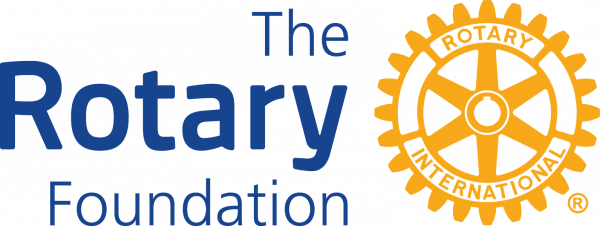 The
Rotary
Foundation
ROTARY
INTERNATIONAL
®